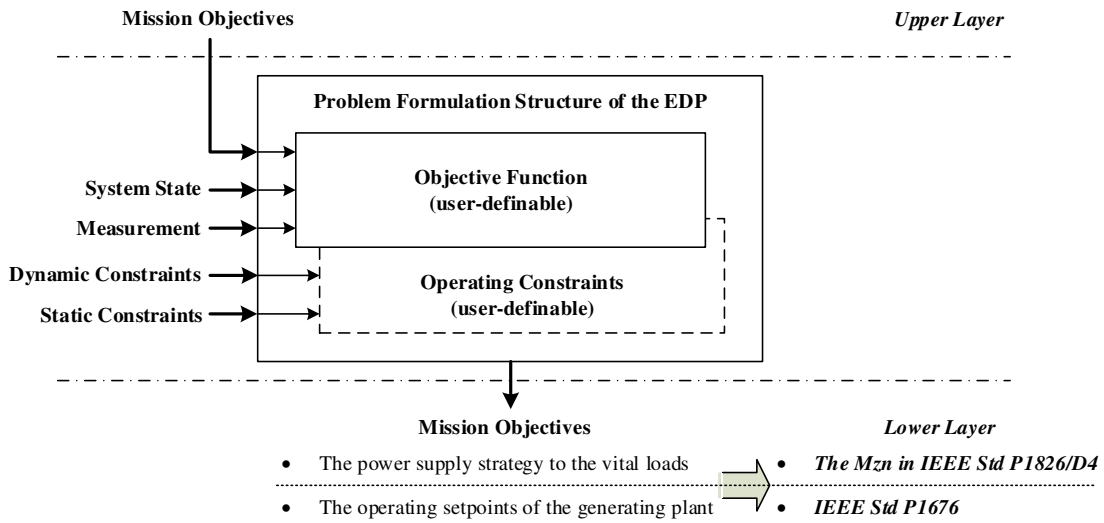 Mission Objectives
Upper Layer
Problem Formulation Structure of the EDP
Objective Function
(user-definable)
System State
Measurement
Dynamic Constraints
Operating Constraints
(user-definable)
Static Constraints
Mission Objectives
Lower Layer
• The power supply strategy to the vital loads
• The Mzn in IEEE Std P1826/D4
• The operating setpoints of the generating plant
• IEEE Std P1676